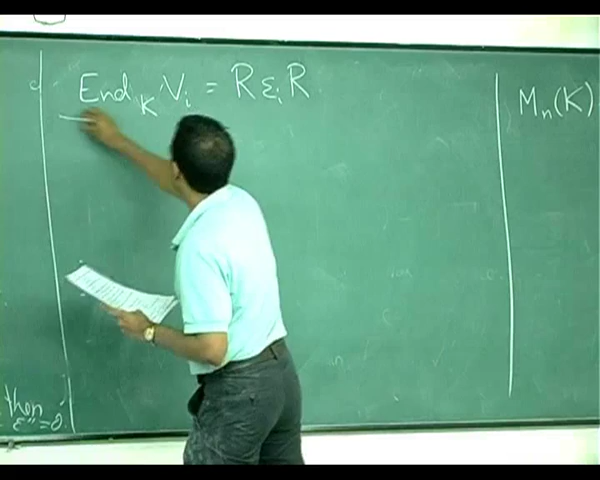 End_K V_i = R ε_i R
M_n(K)
then
ε'' = 0.